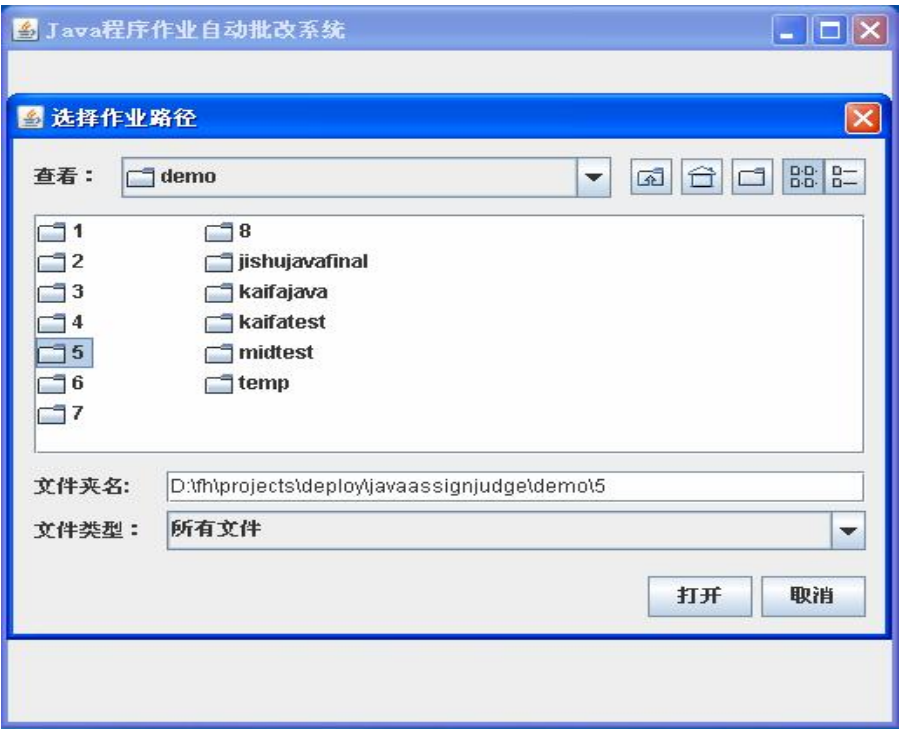 Java程序作业自动批改系统
选择作业路径
查看：
demo
1
2
3
4
5
6
7
8
jishujavafinal
kaifajava
kaifatest
midtest
temp
文件夹名:
D:\fh\projects\deploy\javaassignjudge\demo\5
文件类型：
所有文件
打开
取消